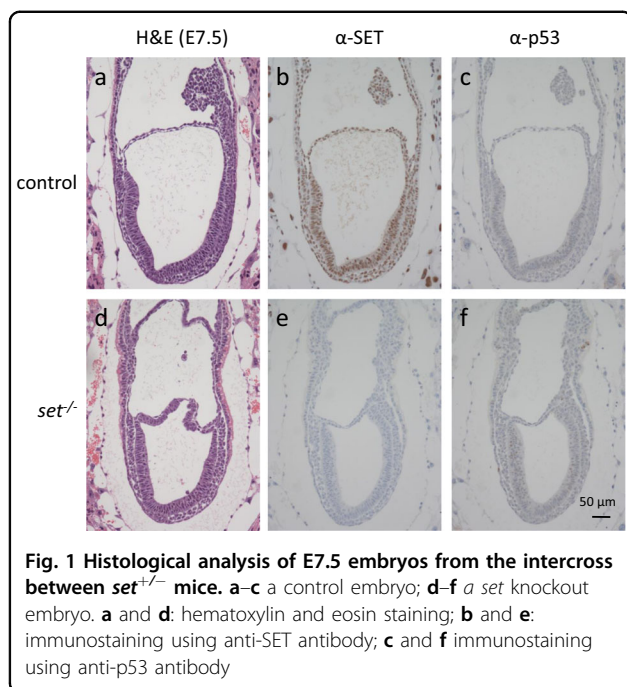 H&E (E7.5) α-SET α-p53
a b c
control
d e f
set-/-
50 µm
Fig. 1 Histological analysis of E7.5 embryos from the intercross
between set+/− mice. a–c a control embryo; d–f a set knockout
embryo. a and d: hematoxylin and eosin staining; b and e:
immunostaining using anti-SET antibody; c and f immunostaining
using anti-p53 antibody